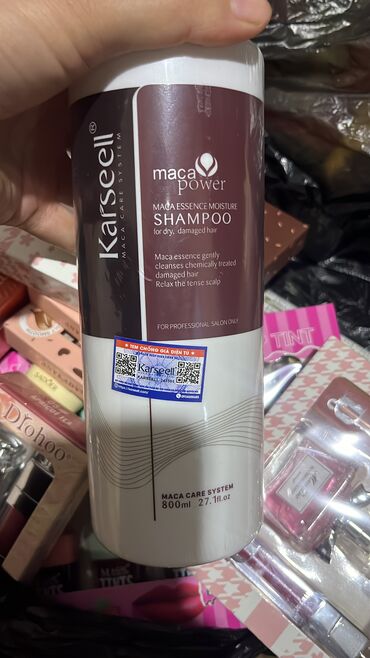 Karseell®
MACA CARE SYSTEM
maca
power
MACA ESSENCE MOISTURE
SHAMPOO
for dry, damaged hair
Maca essence gently
cleanses chemically treated
damaged hair
Relax the tense scalp
FOR PROFESSIONAL SALON ONLY
★ TEM CHỐNG GIẢ ĐIỆN TỬ ★
Karseell
MACA CARE SYSTEM
800ml 27.1fl.oz
TINT
Dfohoo
MAGIC